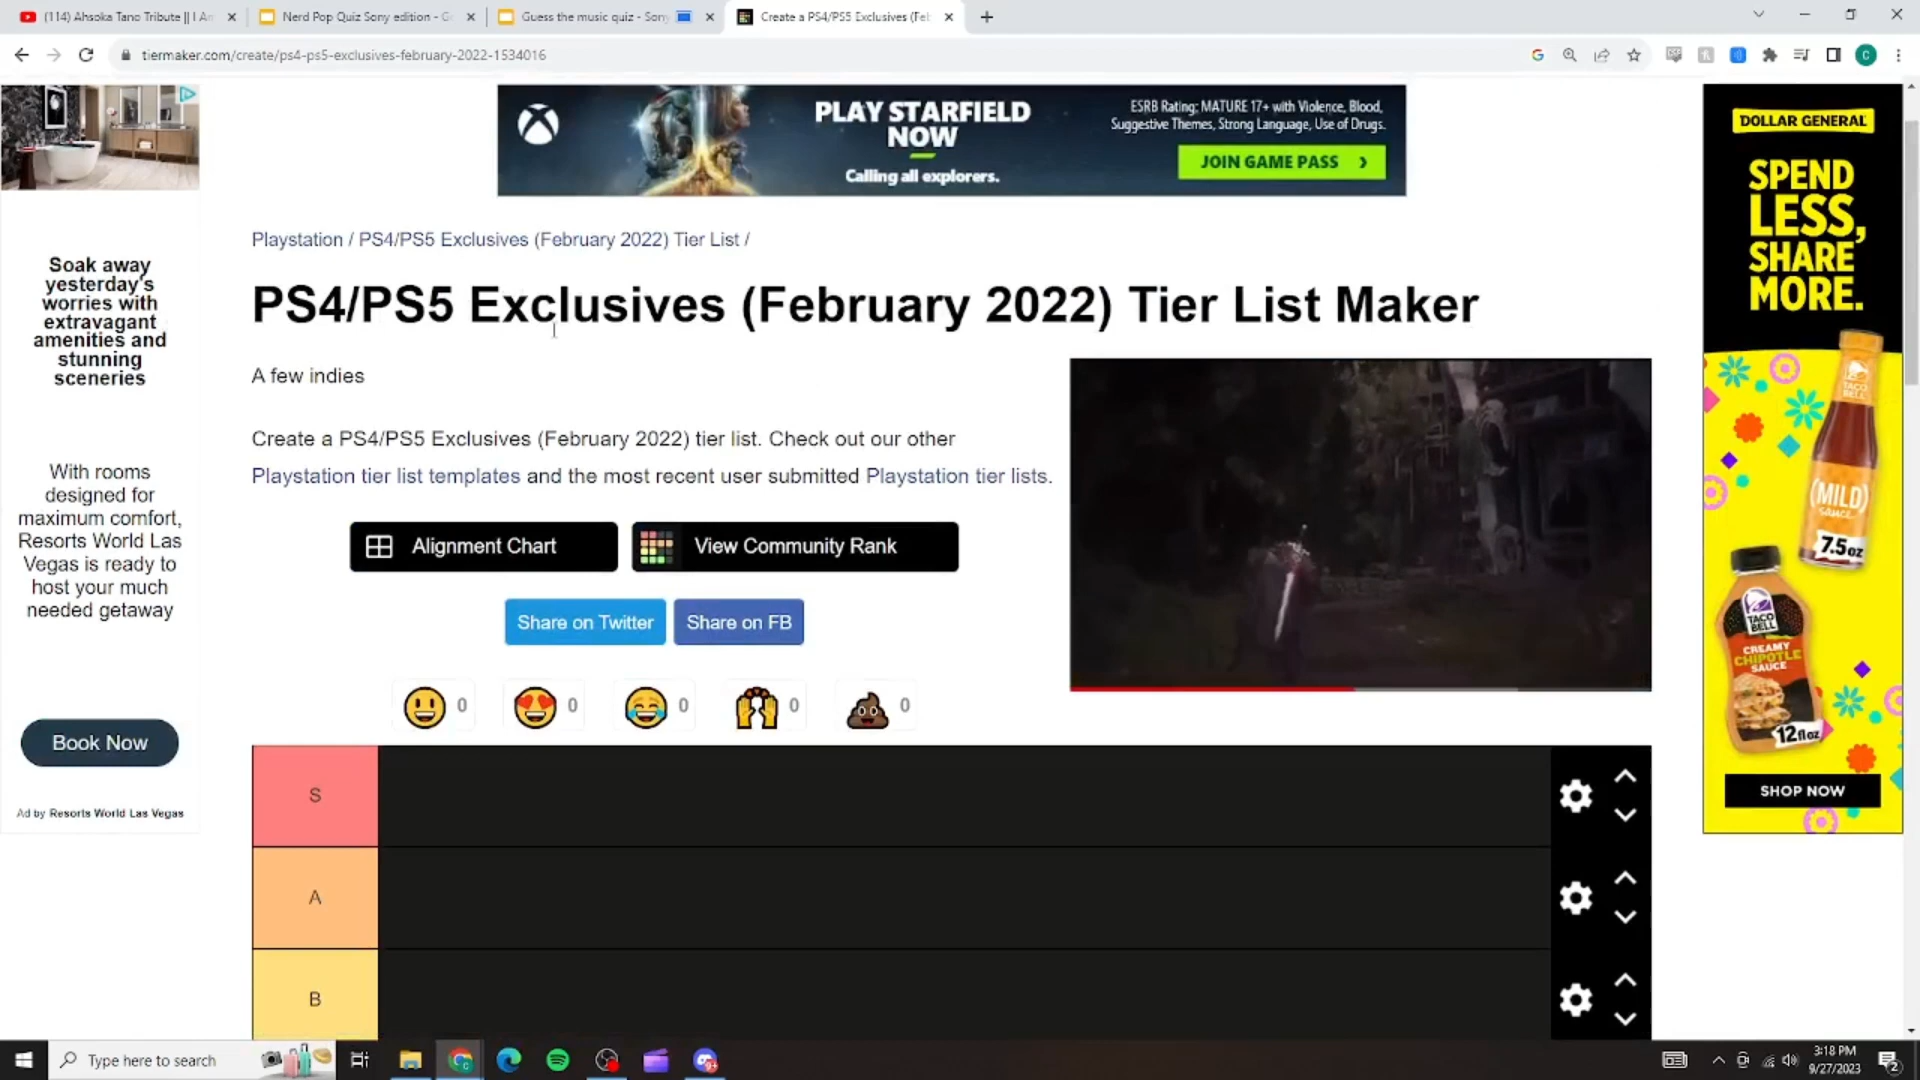 (114) Ahsoka Tano Tribute || I A
Nerd Pop Quiz Sony edition - G
Guess the music quiz - Sony
Create a PS4/PS5 Exclusives (Feb
tiermaker.com/create/ps4-ps5-exclusives-february-2022-1534016
C
PLAY STARFIELD
NOW
Calling all explorers.
ESRB Rating: MATURE 17+ with Violence, Blood,
Suggestive Themes, Strong Language, Use of Drugs.
JOIN GAME PASS
Soak away
yesterday's
worries with
extravagant
amenities and
stunning
sceneries
With rooms
designed for
maximum comfort,
Resorts World Las
Vegas is ready to
host your much
needed getaway
Book Now
Ad by Resorts World Las Vegas
Playstation / PS4/PS5 Exclusives (February 2022) Tier List /
PS4/PS5 Exclusives (February 2022) Tier List Maker
A few indies
Create a PS4/PS5 Exclusives (February 2022) tier list. Check out our other
Playstation tier list templates and the most recent user submitted Playstation tier lists.
Alignment Chart
View Community Rank
Share on Twitter
Share on FB
0
0
0
0
0
S
A
B
DOLLAR GENERAL
SPEND
LESS,
SHARE
MORE.
TACO
BELL
(MILD)
sauce
7.5oz
TACO
BELL
CREAMY
CHIPOTLE
SAUCE
12floz
SHOP NOW
Type here to search
3:18 PM
9/27/2023
2